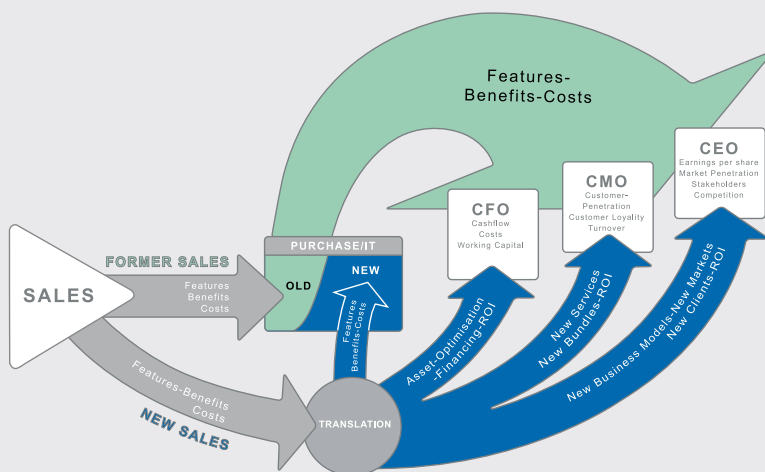 Features-
Benefits-Costs
CEO
Earnings per share
Market Penetration
Stakeholders
Competition
CMO
Customer-
Penetration
Customer Loyality
Turnover
CFO
Cashflow
Costs
Working Capital
PURCHASE/IT
OLD
NEW
FORMER SALES
SALES
Features
Benefits
Costs
Features
Benefits-Costs
Asset-Optimisation
-Financing-ROI
New Services
New Bundles-ROI
New Business Models-New Markets
New Clients-ROI
Features-Benefits
Costs
NEW SALES
TRANSLATION